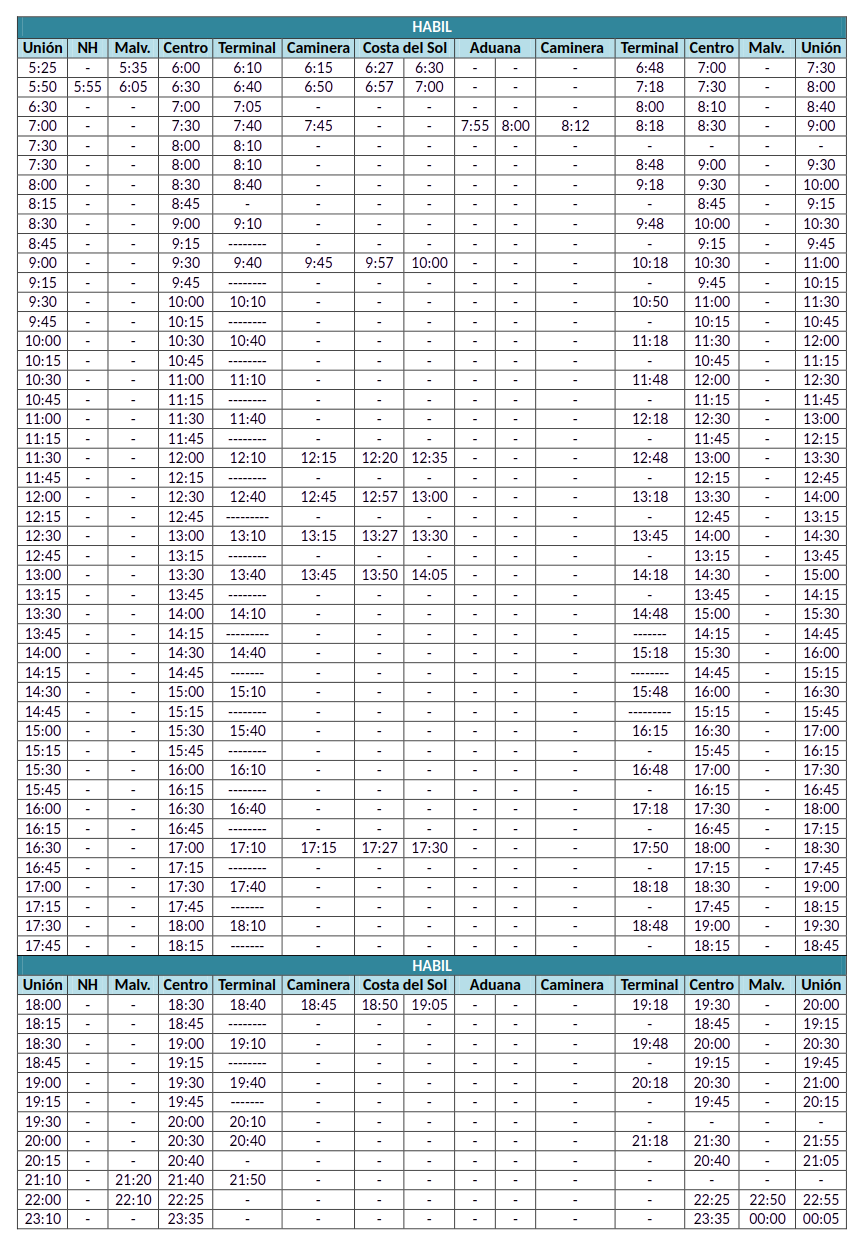 HABIL
Unión NH Malv. Centro Terminal Caminera Costa del Sol Aduana Caminera Terminal Centro Malv. Unión
5:25 - 5:35 6:00 6:10 6:15 6:27 6:30 - - - 6:48 7:00 - 7:30
5:50 5:55 6:05 6:30 6:40 6:50 6:57 7:00 - - - 7:18 7:30 - 8:00
6:30 - - 7:00 7:05 - - - - - - 8:00 8:10 - 8:40
7:00 - - 7:30 7:40 7:45 - - 7:55 8:00 8:12 8:18 8:30 - 9:00
7:30 - - 8:00 8:10 - - - - - - - - - -
7:30 - - 8:00 8:10 - - - - - - 8:48 9:00 - 9:30
8:00 - - 8:30 8:40 - - - - - - 9:18 9:30 - 10:00
8:15 - - 8:45 - - - - - - - - 8:45 - 9:15
8:30 - - 9:00 9:10 - - - - - - 9:48 10:00 - 10:30
8:45 - - 9:15 -------- - - - - - - - 9:15 - 9:45
9:00 - - 9:30 9:40 9:45 9:57 10:00 - - - 10:18 10:30 - 11:00
9:15 - - 9:45 -------- - - - - - - - 9:45 - 10:15
9:30 - - 10:00 10:10 - - - - - - 10:50 11:00 - 11:30
9:45 - - 10:15 -------- - - - - - - - 10:15 - 10:45
10:00 - - 10:30 10:40 - - - - - - 11:18 11:30 - 12:00
10:15 - - 10:45 -------- - - - - - - - 10:45 - 11:15
10:30 - - 11:00 11:10 - - - - - - 11:48 12:00 - 12:30
10:45 - - 11:15 -------- - - - - - - - 11:15 - 11:45
11:00 - - 11:30 11:40 - - - - - - 12:18 12:30 - 13:00
11:15 - - 11:45 -------- - - - - - - - 11:45 - 12:15
11:30 - - 12:00 12:10 12:15 12:20 12:35 - - - 12:48 13:00 - 13:30
11:45 - - 12:15 -------- - - - - - - - 12:15 - 12:45
12:00 - - 12:30 12:40 12:45 12:57 13:00 - - - 13:18 13:30 - 14:00
12:15 - - 12:45 --------- - - - - - - - 12:45 - 13:15
12:30 - - 13:00 13:10 13:15 13:27 13:30 - - - 13:45 14:00 - 14:30
12:45 - - 13:15 -------- - - - - - - - 13:15 - 13:45
13:00 - - 13:30 13:40 13:45 13:50 14:05 - - - 14:18 14:30 - 15:00
13:15 - - 13:45 -------- - - - - - - - 13:45 - 14:15
13:30 - - 14:00 14:10 - - - - - - 14:48 15:00 - 15:30
13:45 - - 14:15 --------- - - - - - - ------- 14:15 - 14:45
14:00 - - 14:30 14:40 - - - - - - 15:18 15:30 - 16:00
14:15 - - 14:45 ------- - - - - - - -------- 14:45 - 15:15
14:30 - - 15:00 15:10 - - - - - - 15:48 16:00 - 16:30
14:45 - - 15:15 -------- - - - - - - --------- 15:15 - 15:45
15:00 - - 15:30 15:40 - - - - - - 16:15 16:30 - 17:00
15:15 - - 15:45 -------- - - - - - - - 15:45 - 16:15
15:30 - - 16:00 16:10 - - - - - - 16:48 17:00 - 17:30
15:45 - - 16:15 -------- - - - - - - - 16:15 - 16:45
16:00 - - 16:30 16:40 - - - - - - 17:18 17:30 - 18:00
16:15 - - 16:45 -------- - - - - - - - 16:45 - 17:15
16:30 - - 17:00 17:10 17:15 17:27 17:30 - - - 17:50 18:00 - 18:30
16:45 - - 17:15 -------- - - - - - - - 17:15 - 17:45
17:00 - - 17:30 17:40 - - - - - - 18:18 18:30 - 19:00
17:15 - - 17:45 ------- - - - - - - - 17:45 - 18:15
17:30 - - 18:00 18:10 - - - - - - 18:48 19:00 - 19:30
17:45 - - 18:15 ------- - - - - - - - 18:15 - 18:45
HABIL
Unión NH Malv. Centro Terminal Caminera Costa del Sol Aduana Caminera Terminal Centro Malv. Unión
18:00 - - 18:30 18:40 18:45 18:50 19:05 - - - 19:18 19:30 - 20:00
18:15 - - 18:45 -------- - - - - - - - 18:45 - 19:15
18:30 - - 19:00 19:10 - - - - - - 19:48 20:00 - 20:30
18:45 - - 19:15 -------- - - - - - - - 19:15 - 19:45
19:00 - - 19:30 19:40 - - - - - - 20:18 20:30 - 21:00
19:15 - - 19:45 ------- - - - - - - - 19:45 - 20:15
19:30 - - 20:00 20:10 - - - - - - - - - -
20:00 - - 20:30 20:40 - - - - - - 21:18 21:30 - 21:55
20:15 - - 20:40 - - - - - - - - 20:40 - 21:05
21:10 - 21:20 21:40 21:50 - - - - - - - - - -
22:00 - 22:10 22:25 - - - - - - - - 22:25 22:50 22:55
23:10 - - 23:35 - - - - - - - - 23:35 00:00 00:05